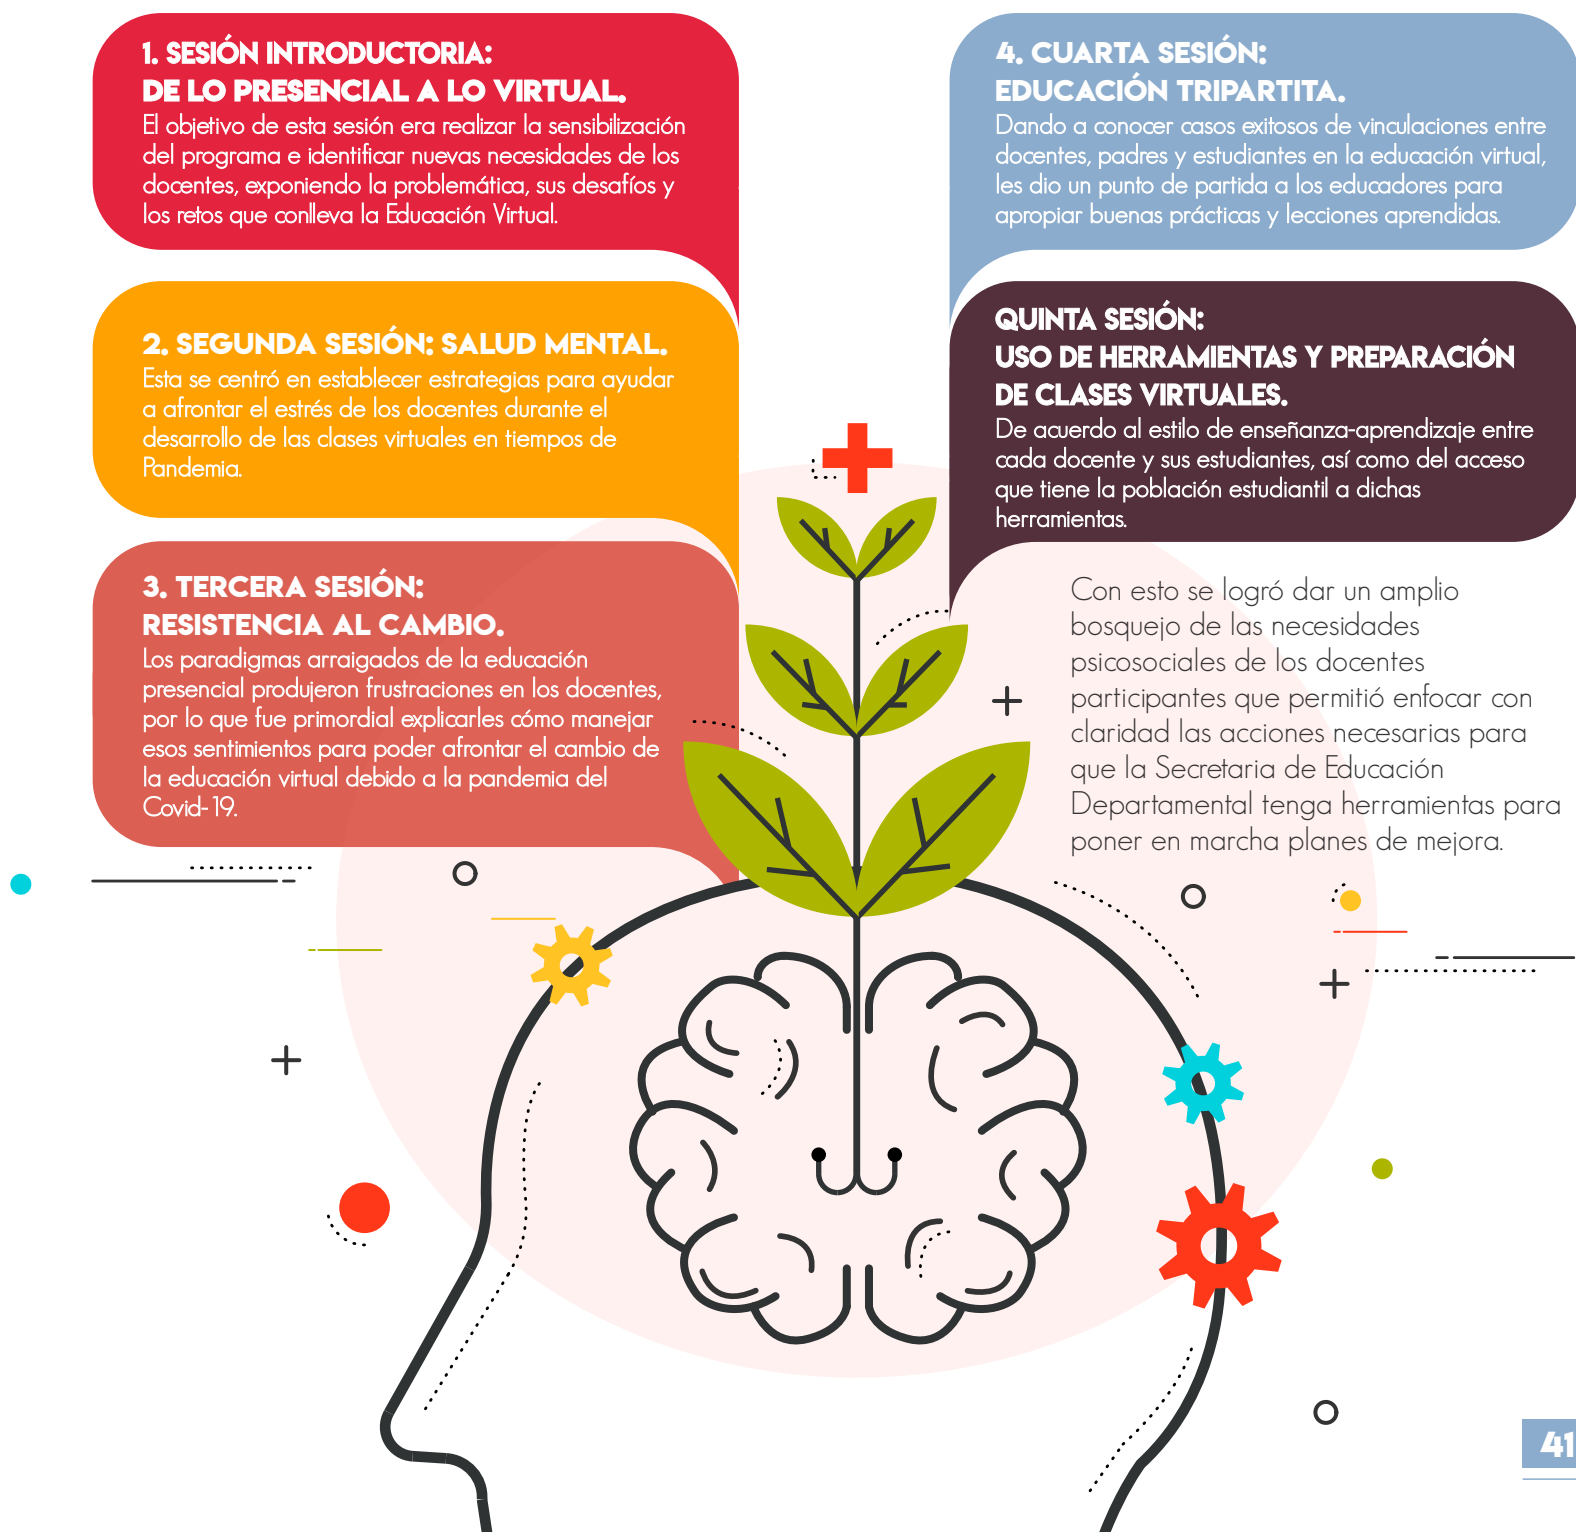 1. SESIÓN INTRODUCTORIA:
DE LO PRESENCIAL A LO VIRTUAL.
El objetivo de esta sesión era realizar la sensibilización
del programa e identificar nuevas necesidades de los
docentes, exponiendo la problemática, sus desafíos y
los retos que conlleva la Educación Virtual.
2. SEGUNDA SESIÓN: SALUD MENTAL.
Esta se centró en establecer estrategias para ayudar
a afrontar el estrés de los docentes durante el
desarrollo de las clases virtuales en tiempos de
Pandemia.
3. TERCERA SESIÓN:
RESISTENCIA AL CAMBIO.
Los paradigmas arraigados de la educación
presencial produjeron frustraciones en los docentes,
por lo que fue primordial explicarles cómo manejar
esos sentimientos para poder afrontar el cambio de
la educación virtual debido a la pandemia del
Covid-19.
4. CUARTA SESIÓN:
EDUCACIÓN TRIPARTITA.
Dando a conocer casos exitosos de vinculaciones entre
docentes, padres y estudiantes en la educación virtual,
les dio un punto de partida a los educadores para
apropiar buenas prácticas y lecciones aprendidas.
QUINTA SESIÓN:
USO DE HERRAMIENTAS Y PREPARACIÓN
DE CLASES VIRTUALES.
De acuerdo al estilo de enseñanza-aprendizaje entre
cada docente y sus estudiantes, así como del acceso
que tiene la población estudiantil a dichas
herramientas.
Con esto se logró dar un amplio
bosquejo de las necesidades
psicosociales de los docentes
participantes que permitió enfocar con
claridad las acciones necesarias para
que la Secretaria de Educación
Departamental tenga herramientas para
poner en marcha planes de mejora.
41